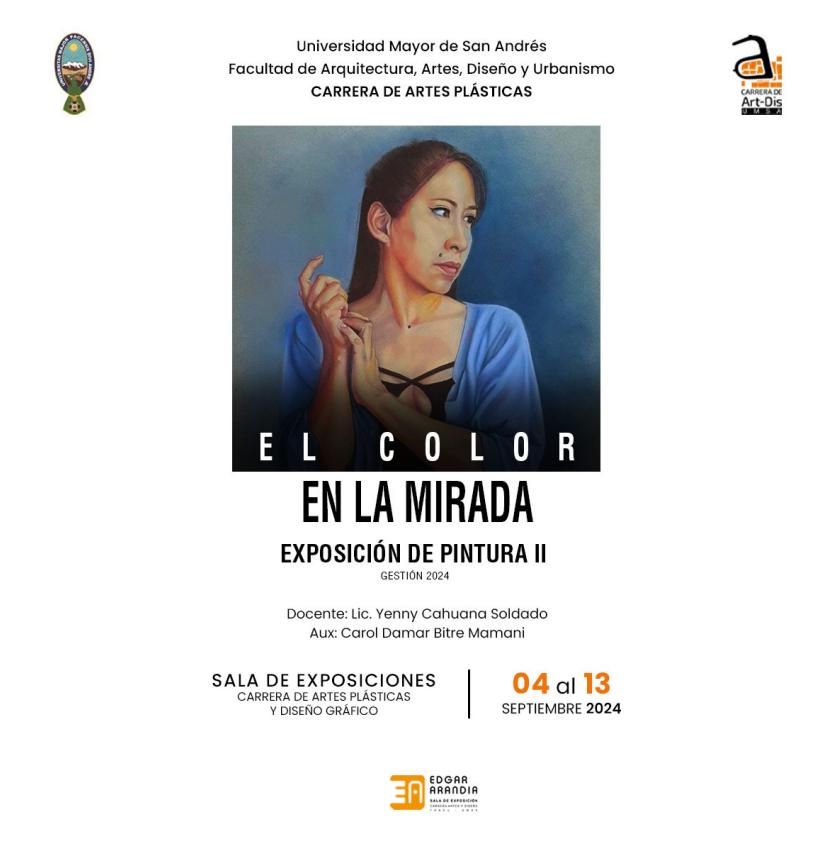 Universidad Mayor de San Andrés
Facultad de Arquitectura, Artes, Diseño y Urbanismo
CARRERA DE ARTES PLÁSTICAS
CARRERA DE
Art-Dis
UMSA
EL COLOR
EN LA MIRADA
EXPOSICIÓN DE PINTURA II
GESTIÓN 2024
Docente: Lic. Yenny Cahuana Soldado
Aux: Carol Damar Bitre Mamani
SALA DE EXPOSICIONES
CARRERA DE ARTES PLÁSTICAS
Y DISEÑO GRÁFICO
04 al 13
SEPTIEMBRE 2024
EDGAR
ARANDIA
SALA DE EXPOSICIÓN